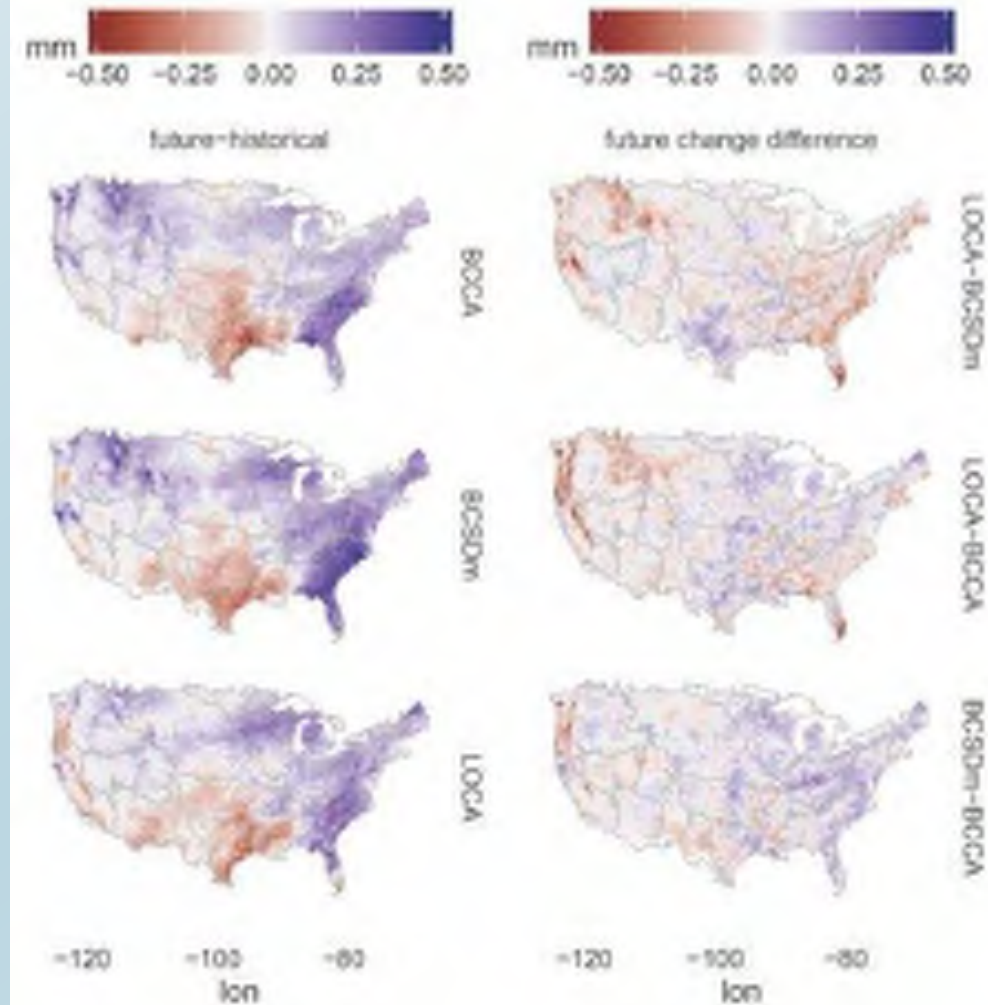 mm
−0.50 −0.25 0.00 0.25 0.50
mm
−0.50 −0.25 0.00 0.25 0.50
future−historical
future change difference
BCCA
LOCA−BCSDm
BCSDm
LOCA−BCCA
LOCA
BCSDm−BCCA
−120 −100 −80
lon
−120 −100 −80
lon